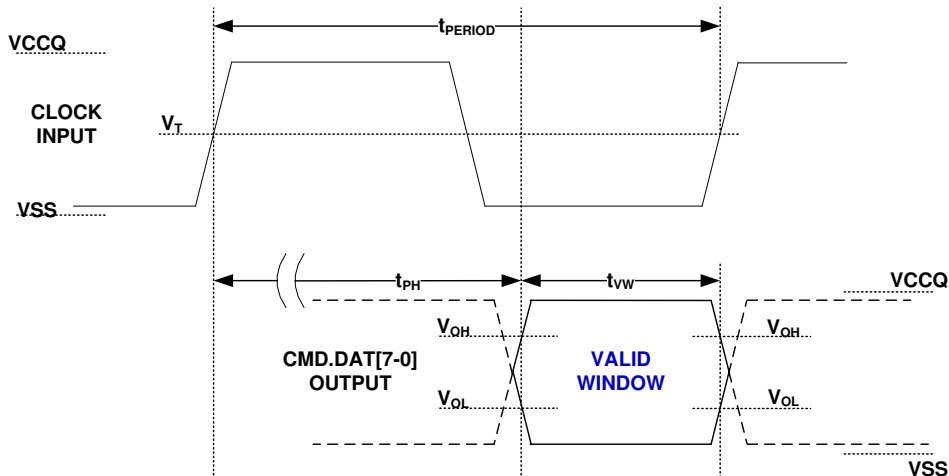 tPERIOD
VCCQ
CLOCK
INPUT
VT
VSS
tPH
tVW
VCCQ
VOH
VOH
CMD.DAT[7-0]
OUTPUT
VALID
WINDOW
VOL
VOL
VSS